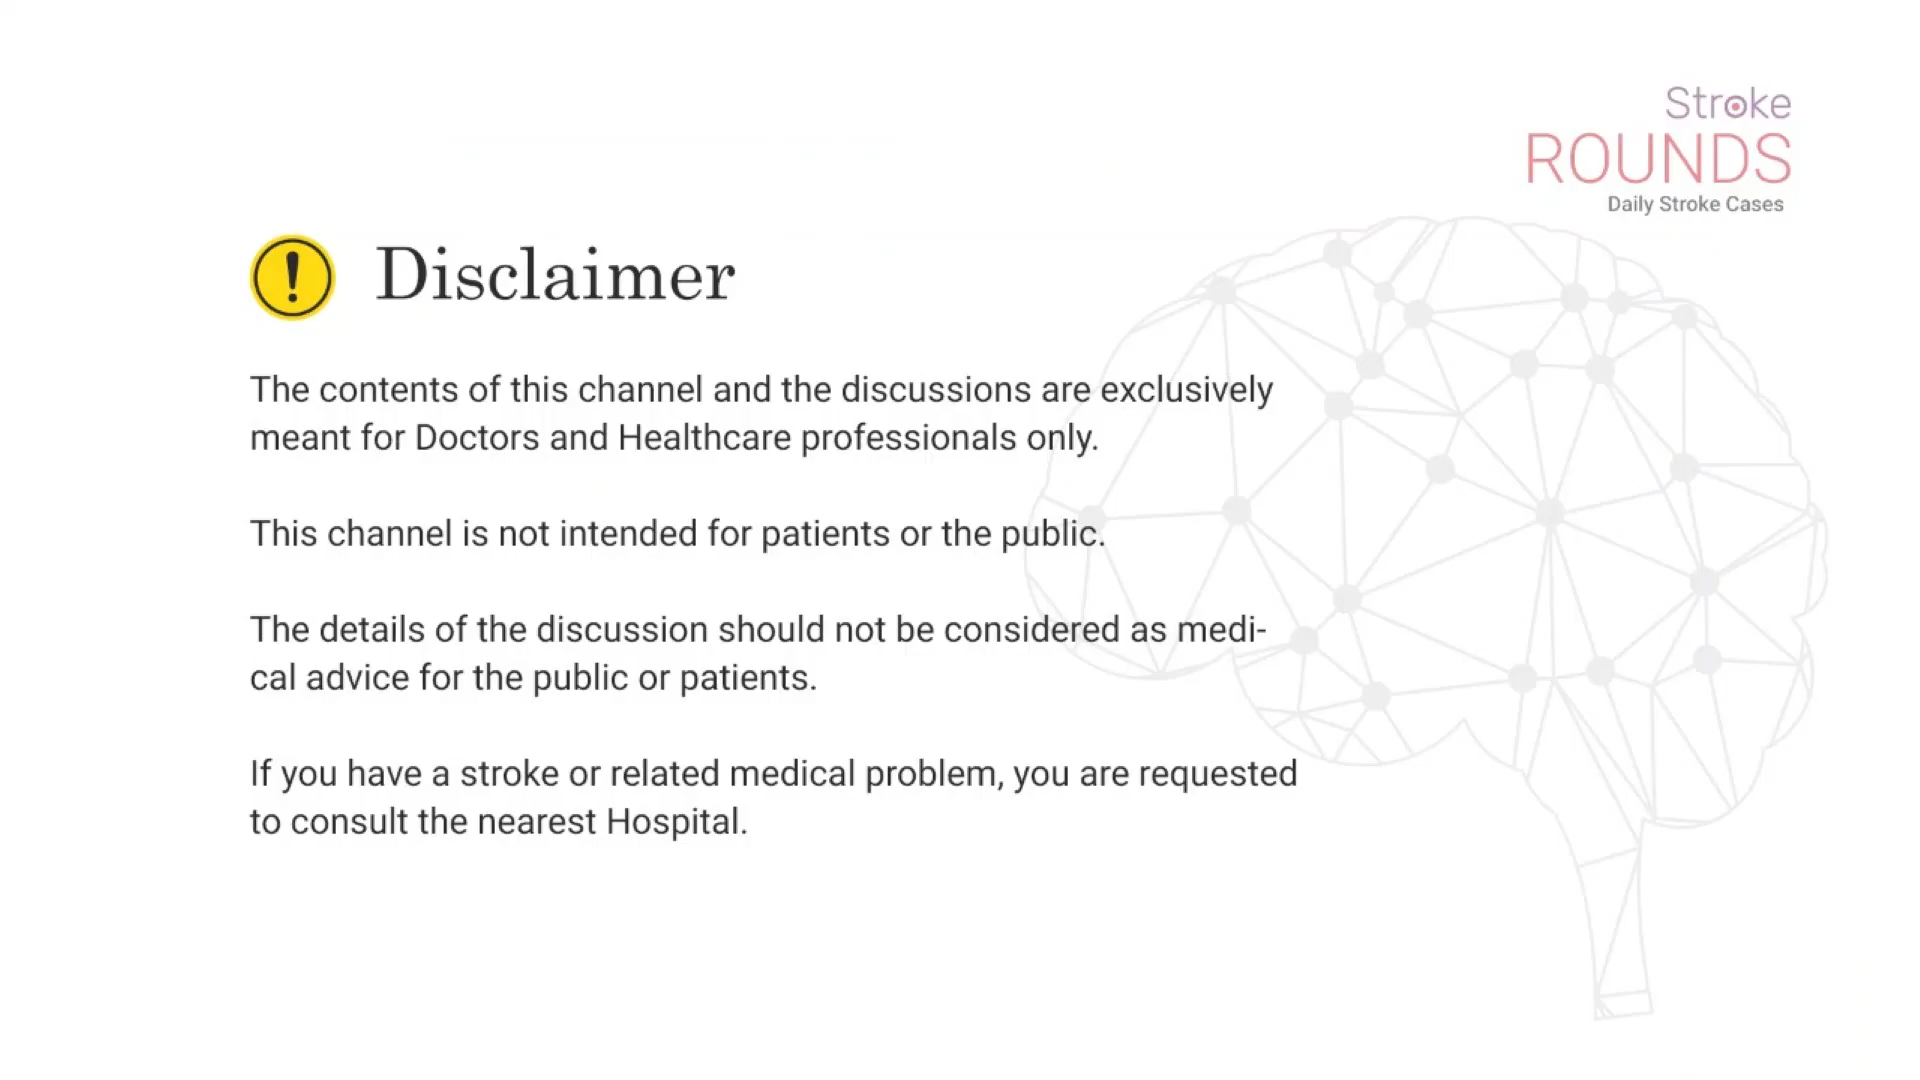 Stroke
ROUNDS
Daily Stroke Cases
! Disclaimer
The contents of this channel and the discussions are exclusively
meant for Doctors and Healthcare professionals only.
This channel is not intended for patients or the public.
The details of the discussion should not be considered as medi-
cal advice for the public or patients.
If you have a stroke or related medical problem, you are requested
to consult the nearest Hospital.